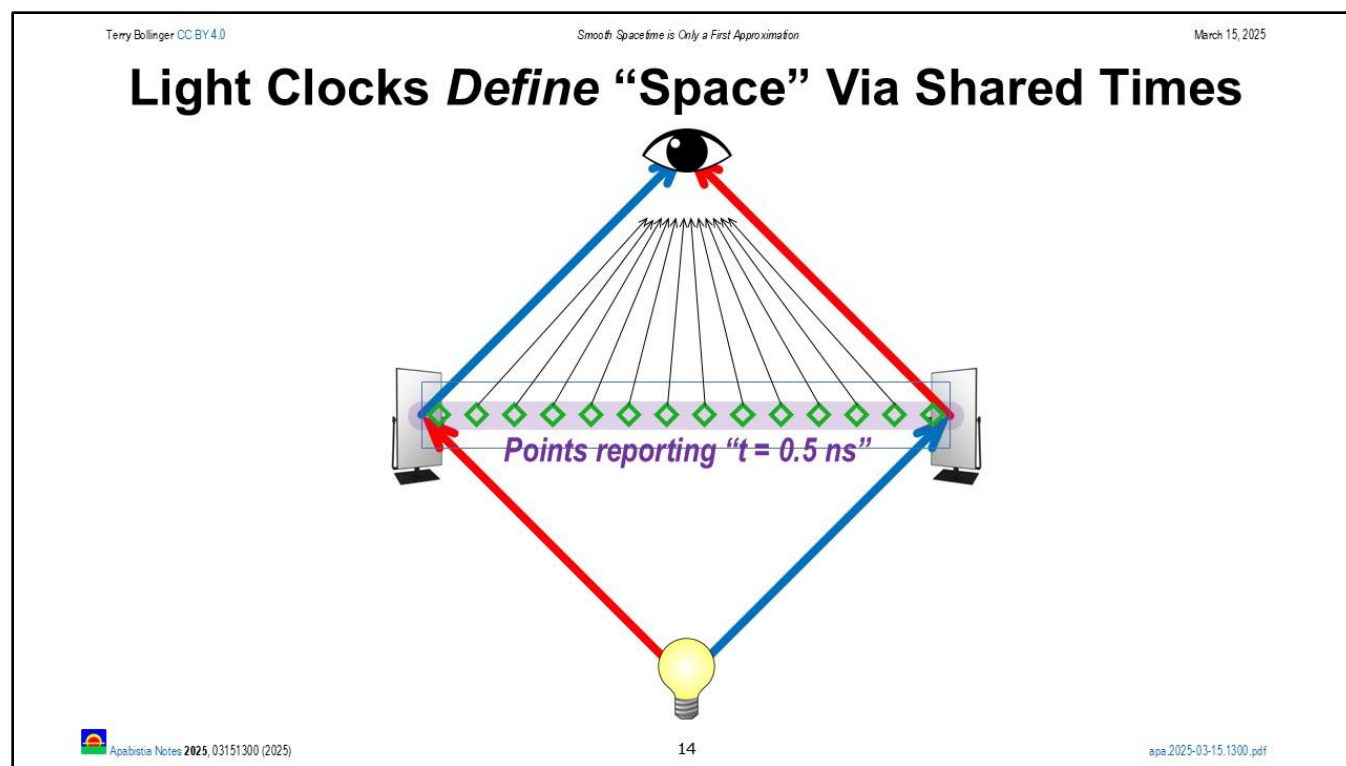 Terry Bollinger CC BY 4.0
Smooth Spacetime is Only a First Approximation
March 15, 2025
Light Clocks Define “Space” Via Shared Times
Points reporting “t = 0.5 ns”
Apabistia Notes 2025, 03151300 (2025)
14
apa.2025-03-15.1300.pdf